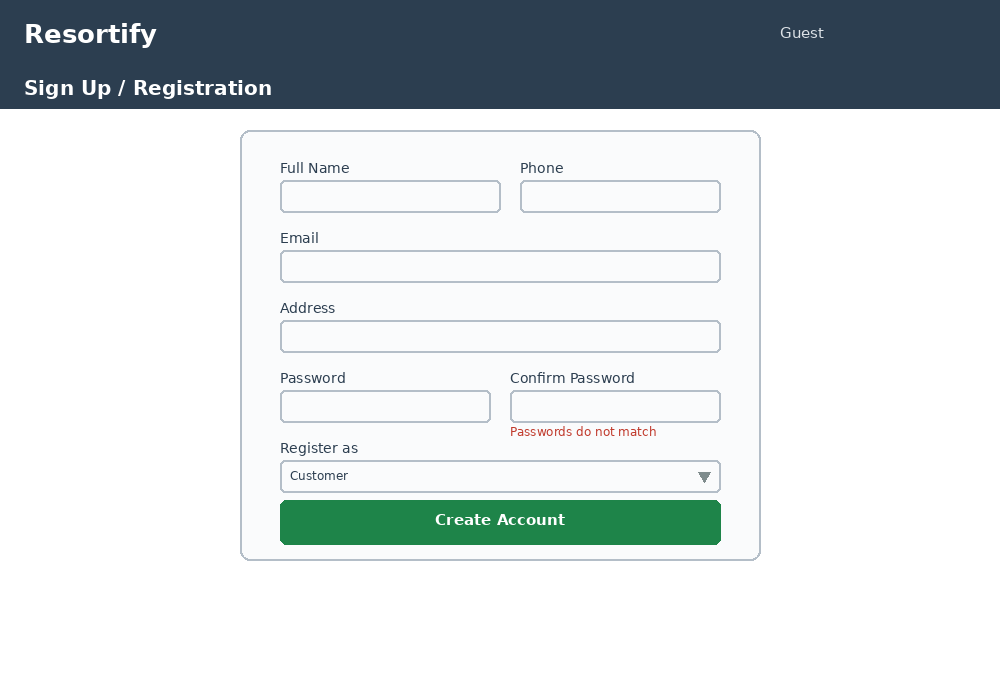 Resortify
Guest
Sign Up / Registration
Full Name
Phone
Email
Address
Password
Confirm Password
Passwords do not match
Register as
Customer
Create Account